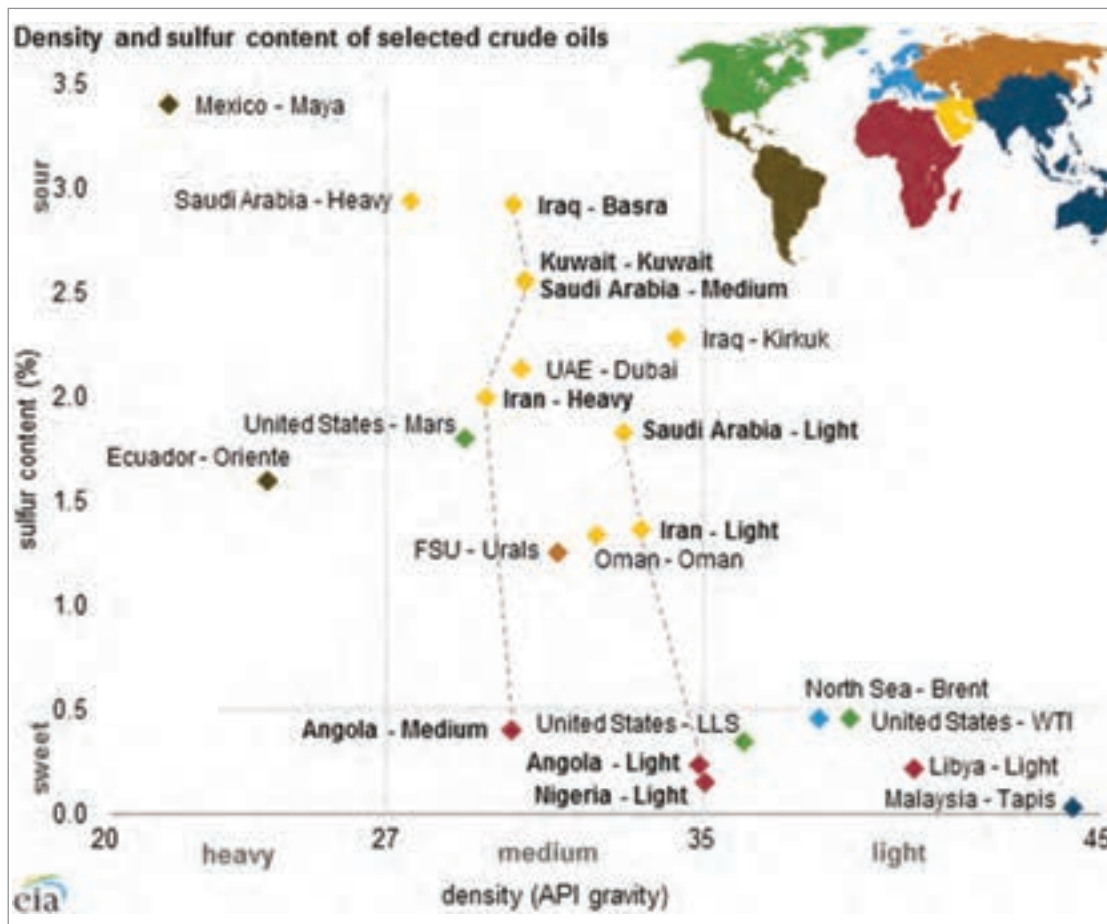 Density and sulfur content of selected crude oils
3.5
Mexico - Maya
sour
3.0
Saudi Arabia - Heavy
Iraq - Basra
Kuwait - Kuwait
2.5
Saudi Arabia - Medium
Iraq - Kirkuk
UAE - Dubai
sulfur content (%)
2.0
Iran - Heavy
United States - Mars
Saudi Arabia - Light
Ecuador - Oriente
1.5
Iran - Light
FSU - Urals
Oman - Oman
1.0
North Sea - Brent
0.5
Angola - Medium
United States - LLS
United States - WTI
sweet
Angola - Light
Libya - Light
Nigeria - Light
Malaysia - Tapis
0.0
20
27
35
45
heavy
medium
light
density (API gravity)
eia